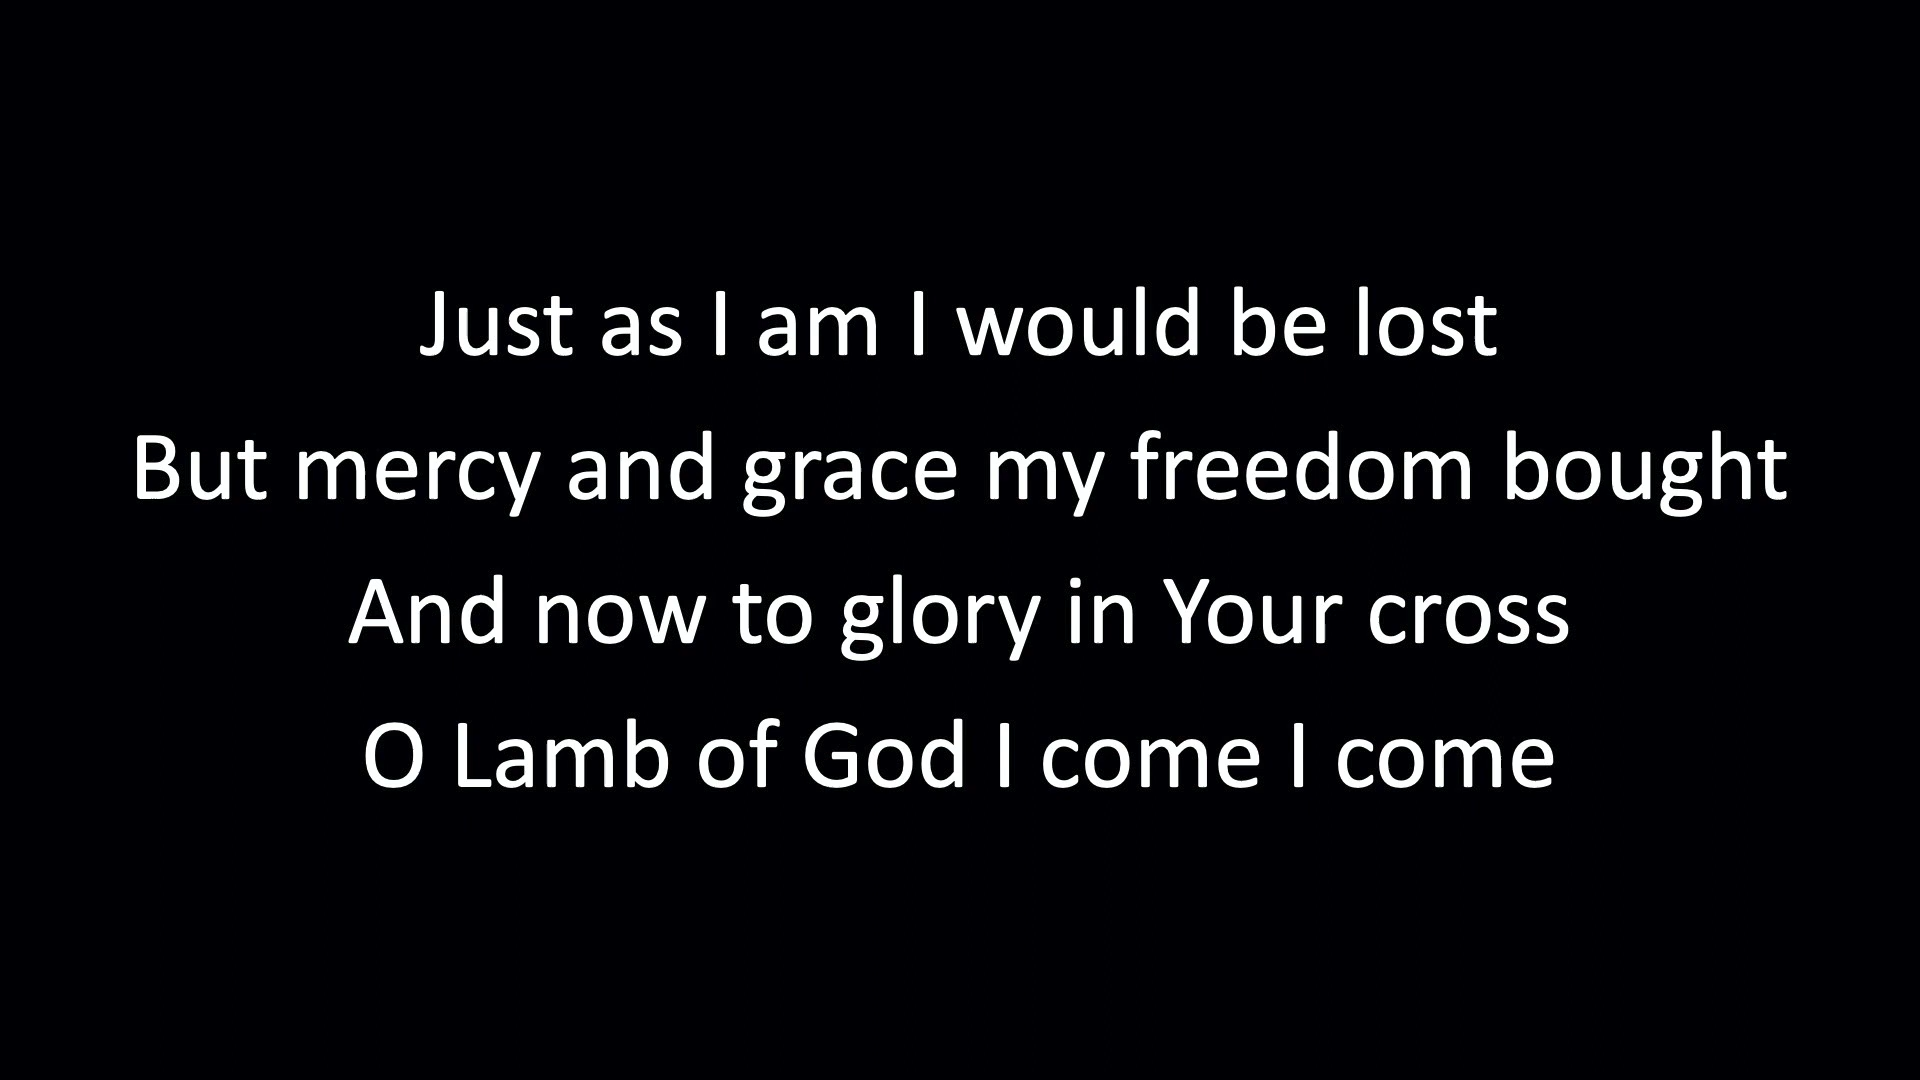 Just as I am I would be lost
But mercy and grace my freedom bought
And now to glory in Your cross
O Lamb of God I come I come